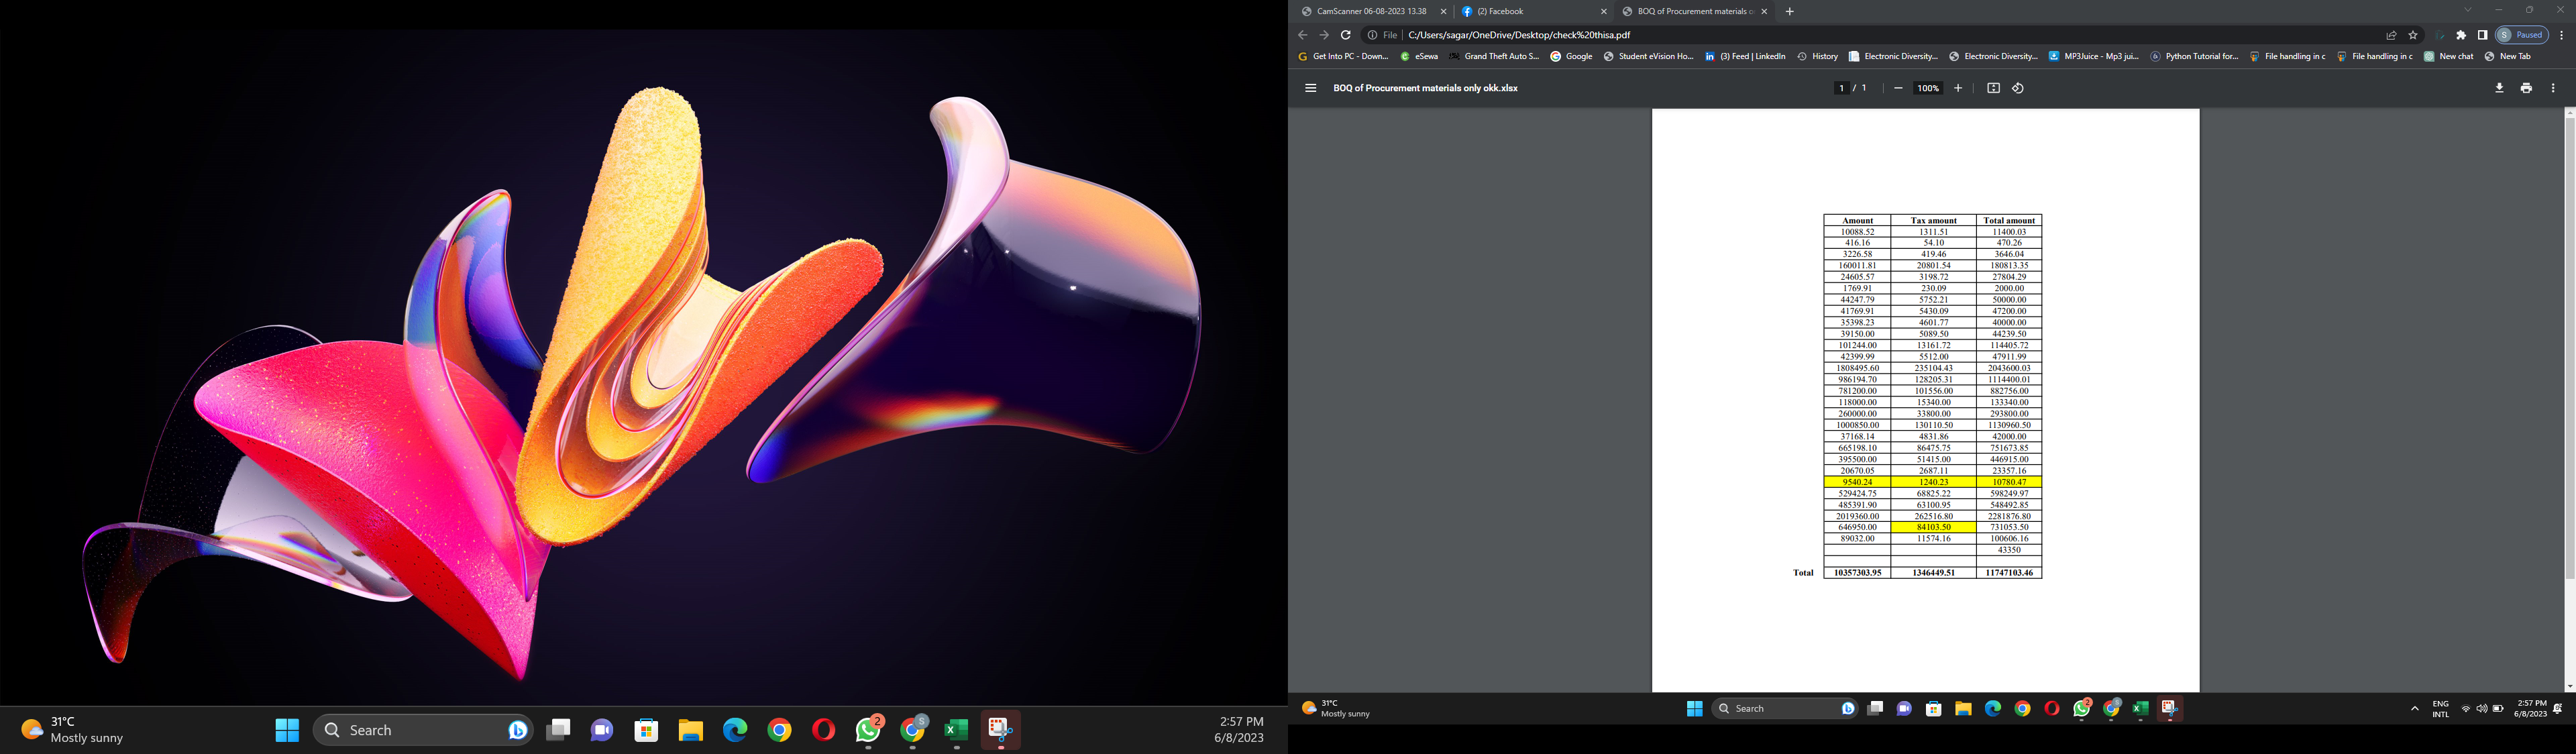 31°C
Mostly sunny
Search
2
S
2:57 PM
6/8/2023
CamScanner 06-08-2023 13.38
(2) Facebook
BOQ of Procurement materials o
File
C:/Users/sagar/OneDrive/Desktop/check%20thisa.pdf
S Paused
Get Into PC - Down...
eSewa
Grand Theft Auto S...
Google
Student eVision Ho...
(3) Feed | LinkedIn
History
Electronic Diversity...
Electronic Diversity...
MP3Juice - Mp3 jui...
Python Tutorial for...
File handling in c
File handling in c
New chat
New Tab
BOQ of Procurement materials only okk.xlsx
1 / 1
100%
Amount Tax amount Total amount
10088.52 1311.51 11400.03
416.16 54.10 470.26
3226.58 419.46 3646.04
160011.81 20801.54 180813.35
24605.57 3198.72 27804.29
1769.91 230.09 2000.00
44247.79 5752.21 50000.00
41769.91 5430.09 47200.00
35398.23 4601.77 40000.00
39150.00 5089.50 44239.50
101244.00 13161.72 114405.72
42399.99 5512.00 47911.99
1808495.60 235104.43 2043600.03
986194.70 128205.31 1114400.01
781200.00 101556.00 882756.00
118000.00 15340.00 133340.00
260000.00 33800.00 293800.00
1000850.00 130110.50 1130960.50
37168.14 4831.86 42000.00
665198.10 86475.75 751673.85
395500.00 51415.00 446915.00
20670.05 2687.11 23357.16
9540.24 1240.23 10780.47
529424.75 68825.22 598249.97
485391.90 63100.95 548492.85
2019360.00 262516.80 2281876.80
646950.00 84103.50 731053.50
89032.00 11574.16 100606.16
43350
Total 10357303.95 1346449.51 11747103.46
31°C
Mostly sunny
Search
2
ENG
INTL
2:57 PM
6/8/2023